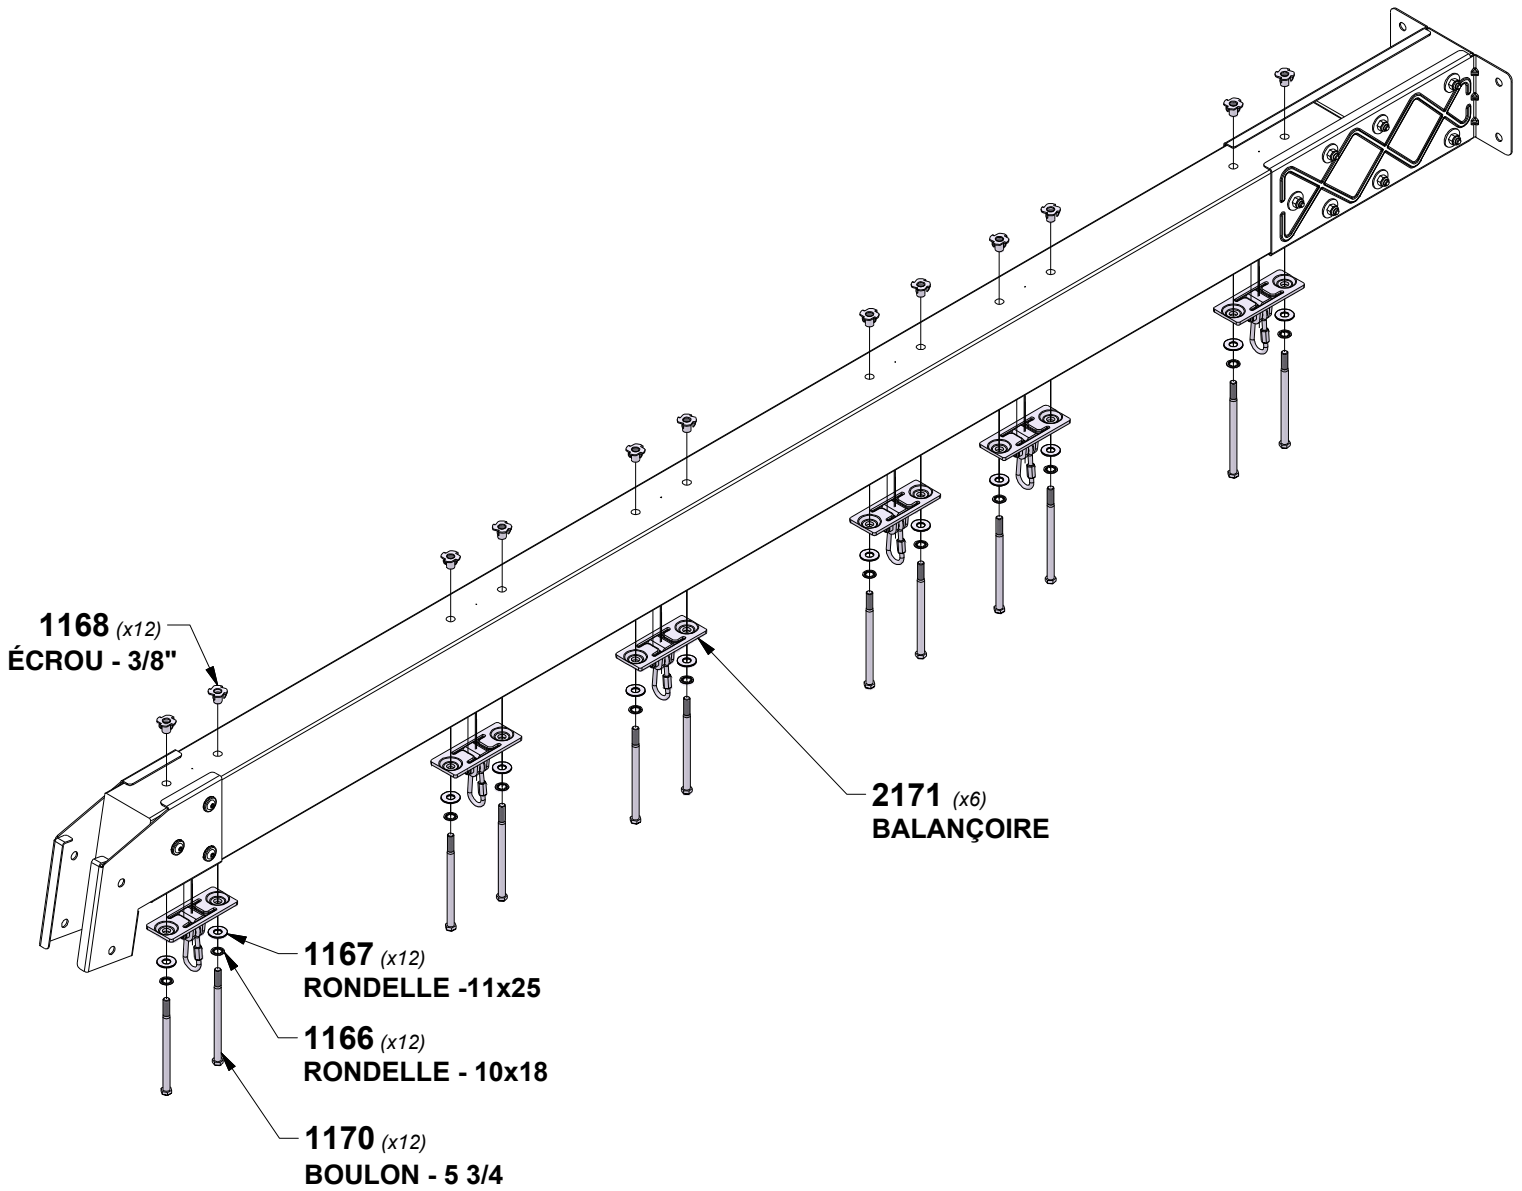 1168 (x12)
ÉCROU - 3/8"
2171 (x6)
BALANÇOIRE
1167 (x12)
RONDELLE -11x25
1166 (x12)
RONDELLE - 10x18
1170 (x12)
BOULON - 5 3/4